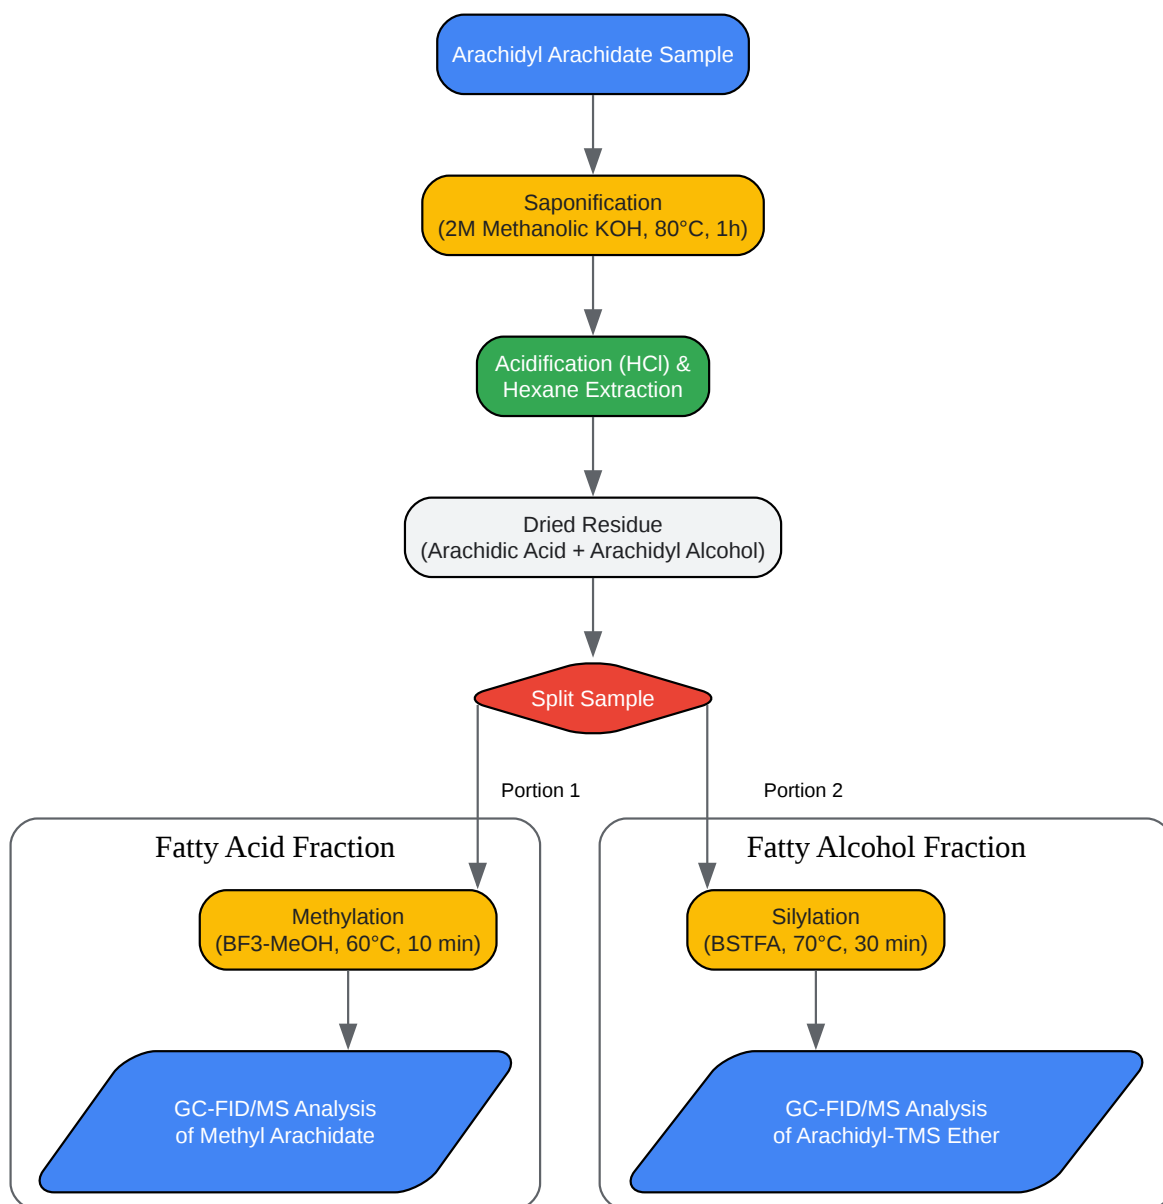 Arachidyl Arachidate Sample
Saponification
(2M Methanolic KOH, 80°C, 1h)
Acidification (HCl) &
Hexane Extraction
Dried Residue
(Arachidic Acid + Arachidyl Alcohol)
Split Sample
Portion 1
Portion 2
Fatty Acid Fraction
Methylation
(BF3-MeOH, 60°C, 10 min)
GC-FID/MS Analysis
of Methyl Arachidate
Fatty Alcohol Fraction
Silylation
(BSTFA, 70°C, 30 min)
GC-FID/MS Analysis
of Arachidyl-TMS Ether